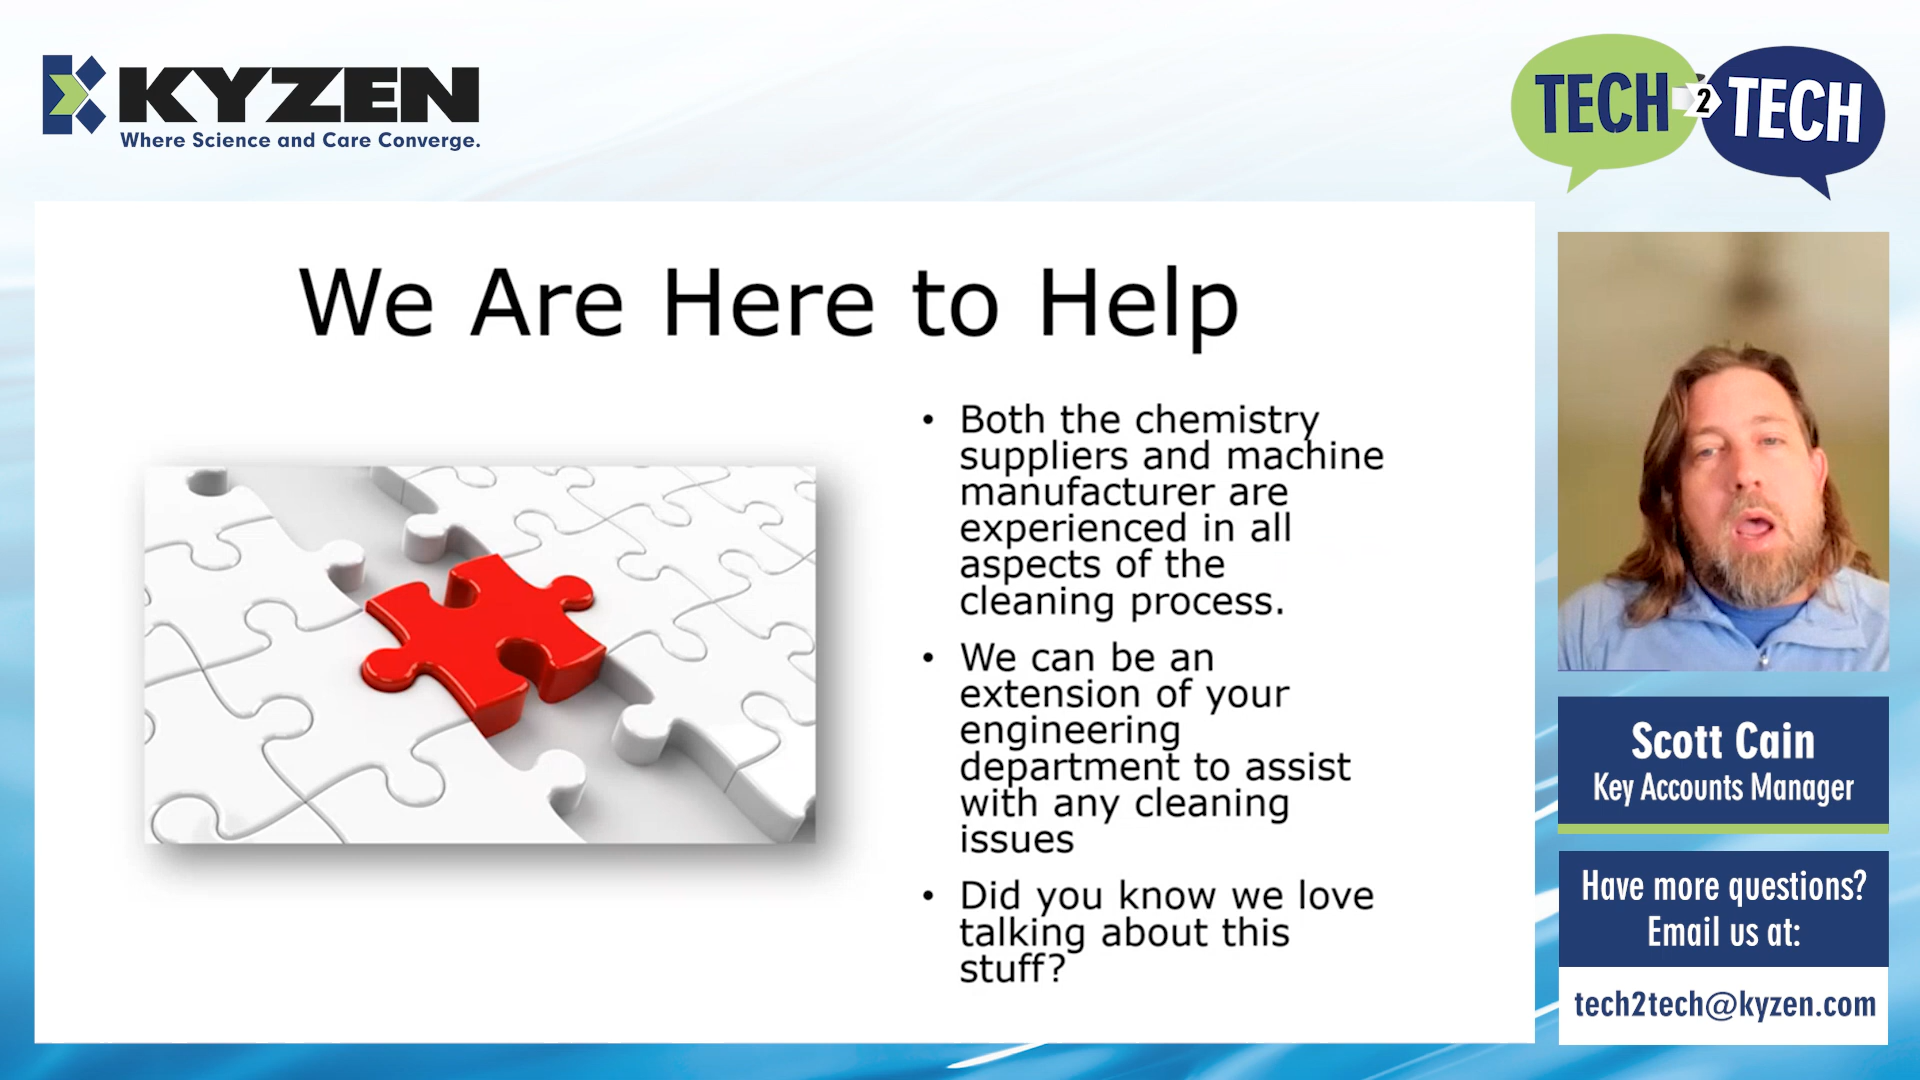 KYZEN
Where Science and Care Converge.
TECH 2 TECH
We Are Here to Help
• Both the chemistry
suppliers and machine
manufacturer are
experienced in all
aspects of the
cleaning process.
• We can be an
extension of your
engineering
department to assist
with any cleaning
issues
• Did you know we love
talking about this
stuff?
Scott Cain
Key Accounts Manager
Have more questions?
Email us at:
tech2tech@kyzen.com